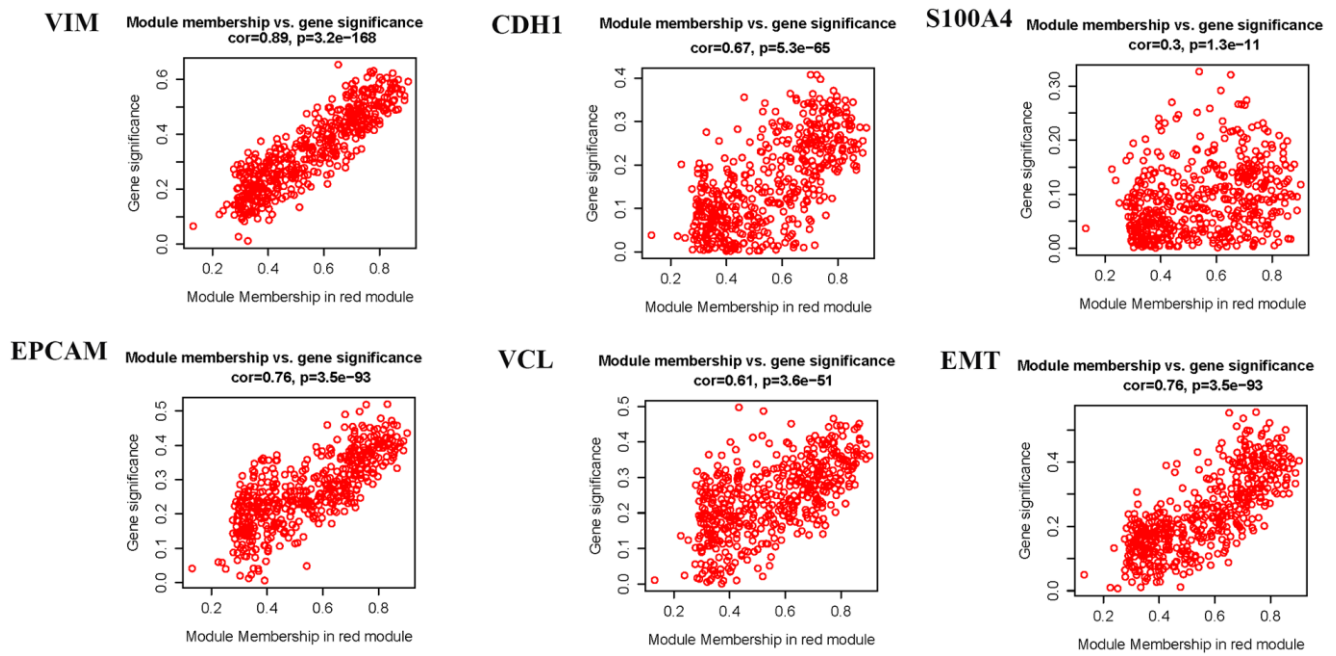 VIM
Module membership vs. gene significance
cor=0.89, p=3.2e−168
Gene significance
0.0
0.2
0.4
0.6
0.2 0.4 0.6 0.8
Module Membership in red module
CDH1
Module membership vs. gene significance
cor=0.67, p=5.3e−65
Gene significance
0.0
0.1
0.2
0.3
0.4
0.2 0.4 0.6 0.8
Module Membership in red module
S100A4
Module membership vs. gene significance
cor=0.3, p=1.3e−11
Gene significance
0.00
0.10
0.20
0.30
0.2 0.4 0.6 0.8
Module Membership in red module
EPCAM
Module membership vs. gene significance
cor=0.76, p=3.5e−93
Gene significance
0.0
0.1
0.2
0.3
0.4
0.5
0.2 0.4 0.6 0.8
Module Membership in red module
VCL
Module membership vs. gene significance
cor=0.61, p=3.6e−51
Gene significance
0.0
0.1
0.2
0.3
0.4
0.5
0.2 0.4 0.6 0.8
Module Membership in red module
EMT
Module membership vs. gene significance
cor=0.76, p=3.5e−93
Gene significance
0.0
0.2
0.4
0.2 0.4 0.6 0.8
Module Membership in red module